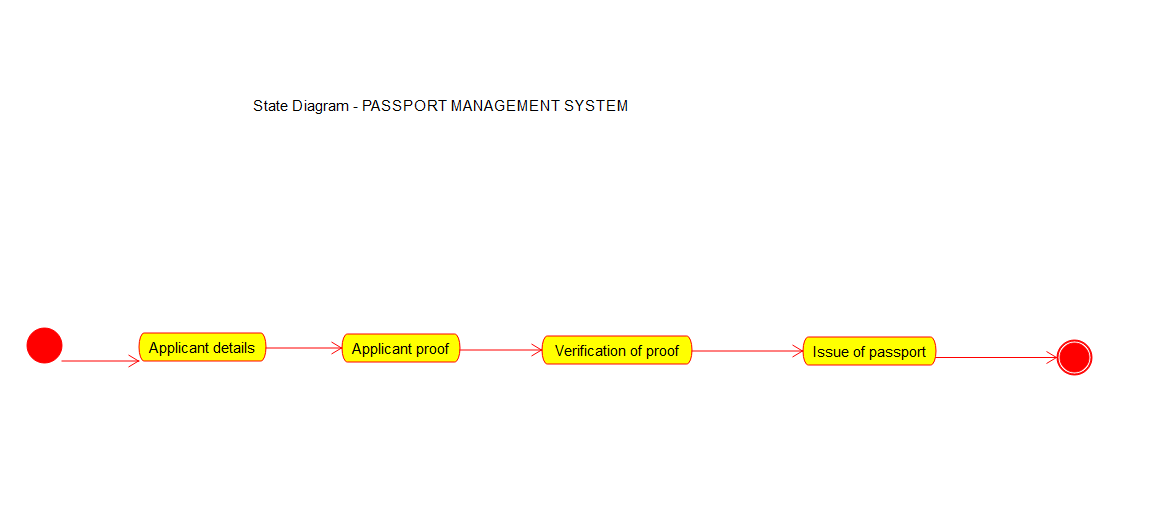 State Diagram - PASSPORT MANAGEMENT SYSTEM
Applicant details
Applicant proof
Verification of proof
Issue of passport